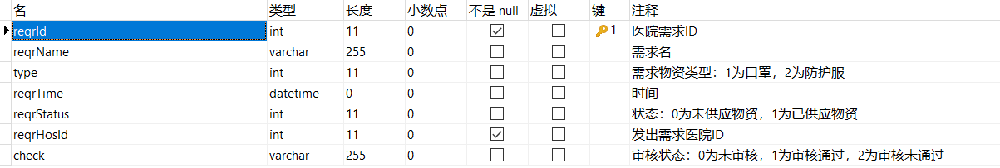 名 类型 长度 小数点 不是 null 虚拟 键 注释
reqrId int 11 0 1 医院需求ID
reqrName varchar 255 0 需求名
type int 11 0 需求物资类型：1为口罩，2为防护服
reqrTime datetime 0 0 时间
reqrStatus int 11 0 状态：0为未供应物资，1为已供应物资
reqrHosId int 11 0 发出需求医院ID
check varchar 255 0 审核状态：0为未审核，1为审核通过，2为审核未通过